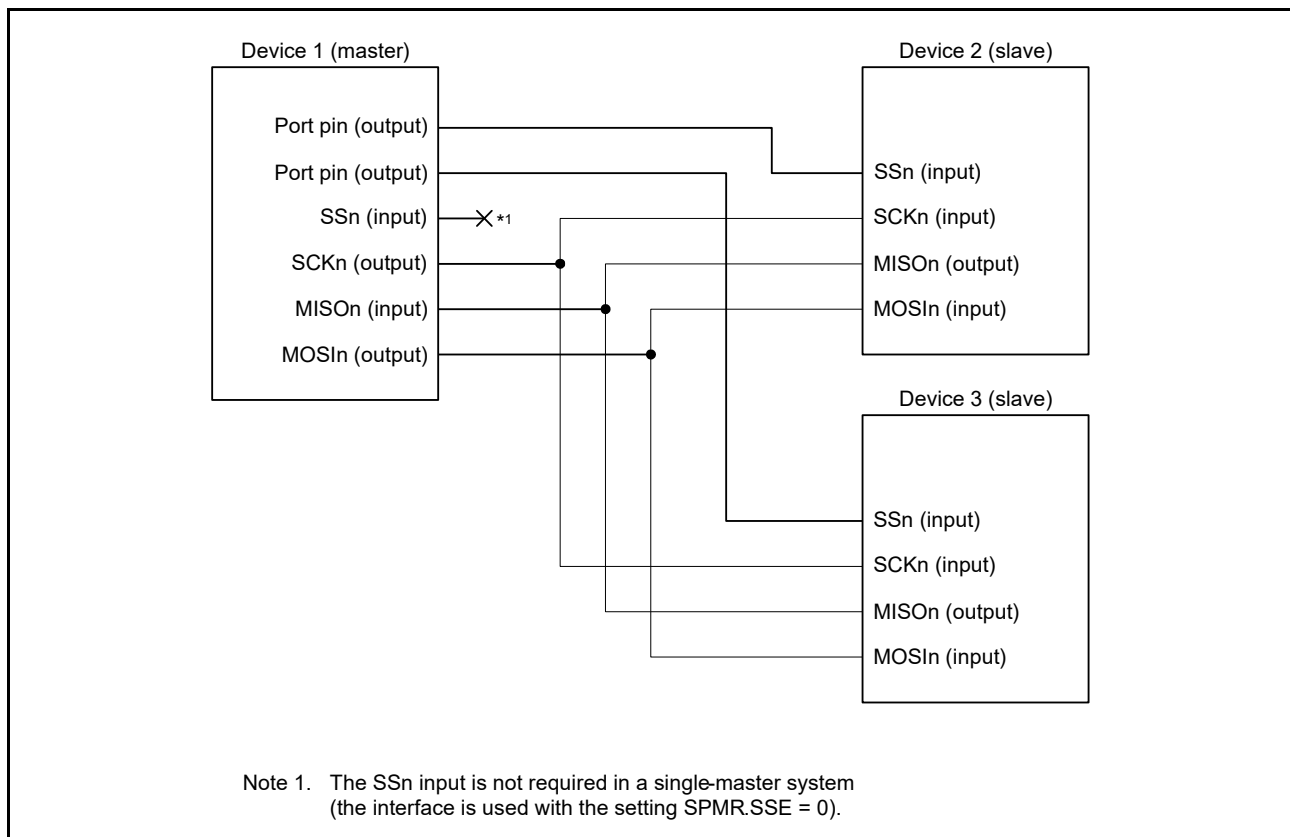 Device 1 (master)
Port pin (output)
Port pin (output)
SSn (input)
*1
SCKn (output)
MISOn (input)
MOSIn (output)
Device 2 (slave)
SSn (input)
SCKn (input)
MISOn (output)
MOSIn (input)
Device 3 (slave)
SSn (input)
SCKn (input)
MISOn (output)
MOSIn (input)
Note 1. The SSn input is not required in a single-master system
(the interface is used with the setting SPMR.SSE = 0).